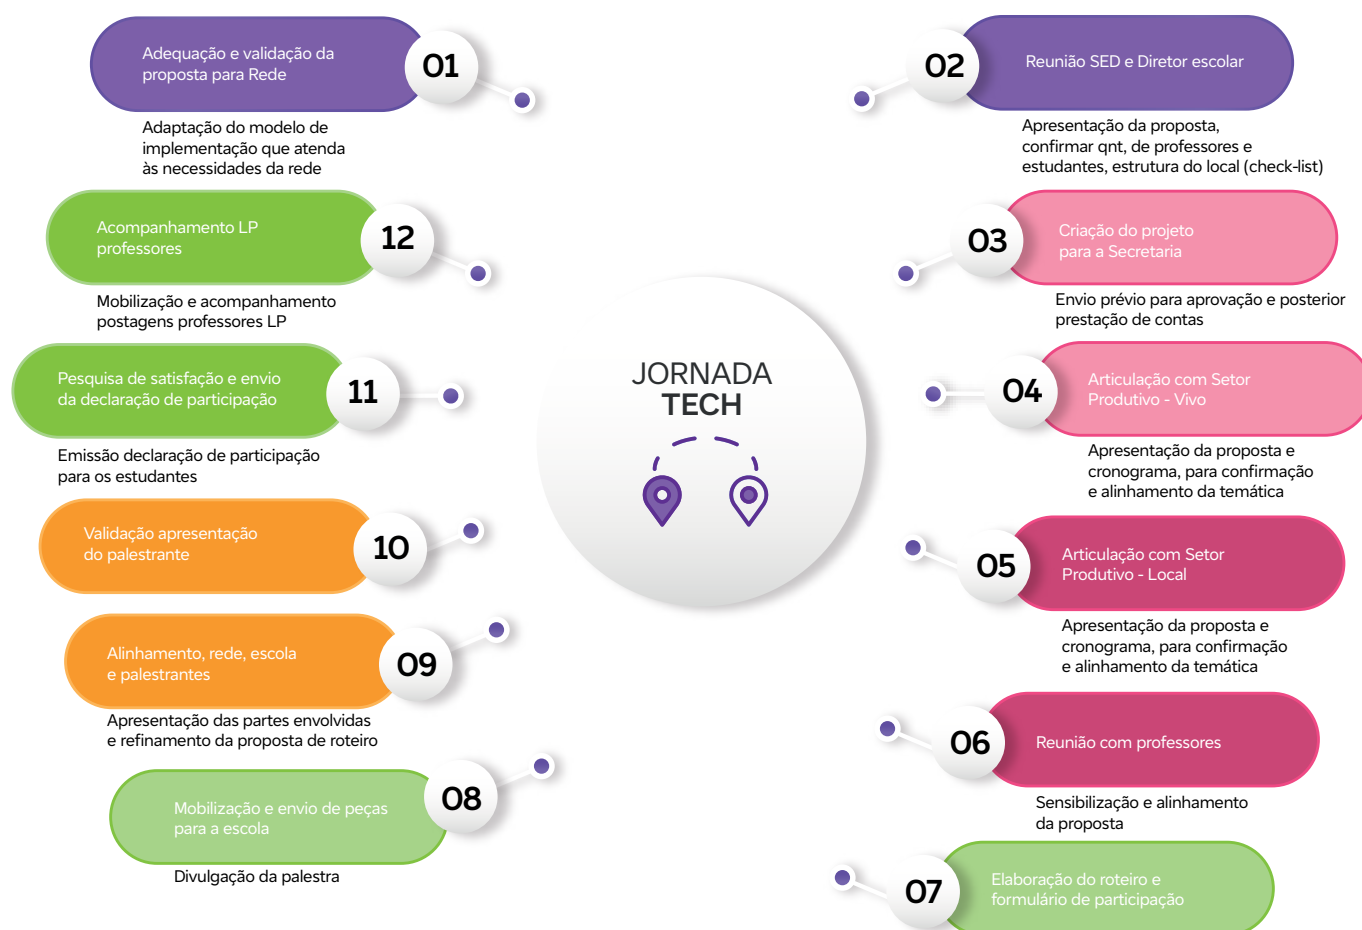 Adequação e validação da
proposta para Rede
01
Adaptação do modelo de
implementação que atenda
às necessidades da rede
02
Reunião SED e Diretor escolar
Apresentação da proposta,
confirmar qnt, de professores e
estudantes, estrutura do local (check-list)
03
Criação do projeto
para a Secretaria
Envio prévio para aprovação e posterior
prestação de contas
04
Articulação com Setor
Produtivo - Vivo
Apresentação da proposta e
cronograma, para confirmação
e alinhamento da temática
05
Articulação com Setor
Produtivo - Local
Apresentação da proposta e
cronograma, para confirmação
e alinhamento da temática
06
Reunião com professores
Sensibilização e alinhamento
da proposta
07
Elaboração do roteiro e
formulário de participação
Mobilização e envio de peças
para a escola
08
Divulgação da palestra
Alinhamento, rede, escola
e palestrantes
09
Apresentação das partes envolvidas
e refinamento da proposta de roteiro
Validação apresentação
do palestrante
10
Pesquisa de satisfação e envio
da declaração de participação
11
Emissão declaração de participação
para os estudantes
Acompanhamento LP
professores
12
Mobilização e acompanhamento
postagens professores LP
JORNADA
TECH